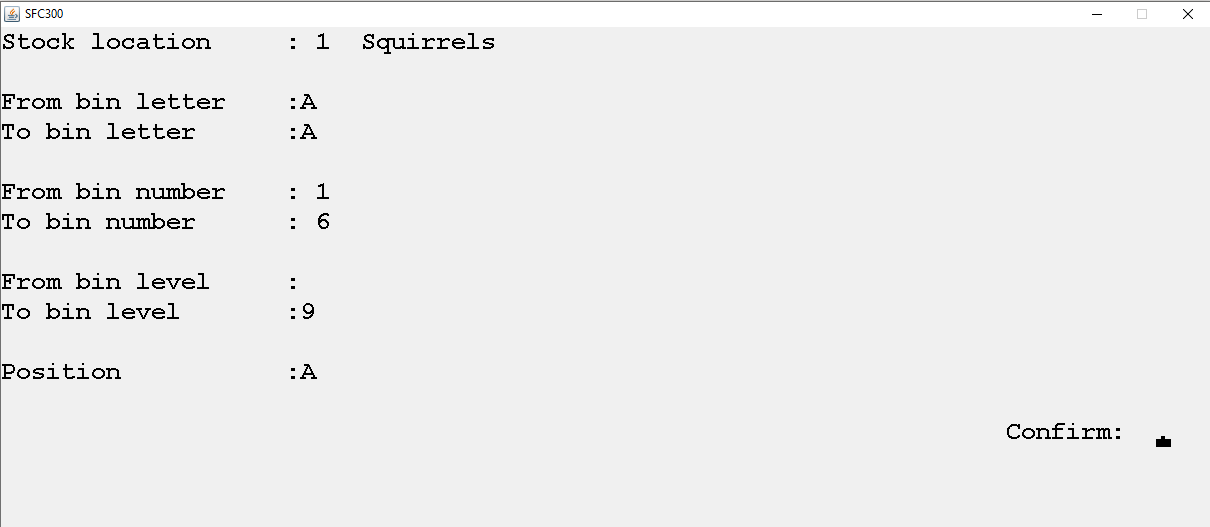 SFC300
Stock location : 1 Squirrels
From bin letter :A
To bin letter :A
From bin number : 1
To bin number : 6
From bin level :
To bin level :9
Position :A
Confirm: